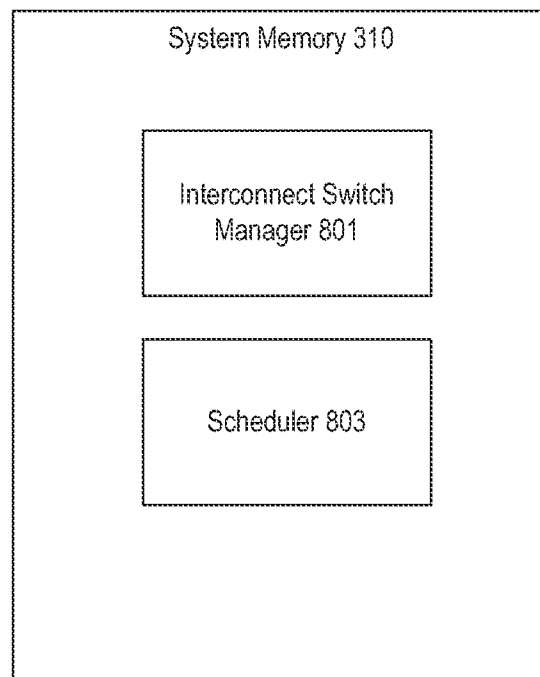 System Memory 310
Interconnect Switch
Manager 801
Scheduler 803